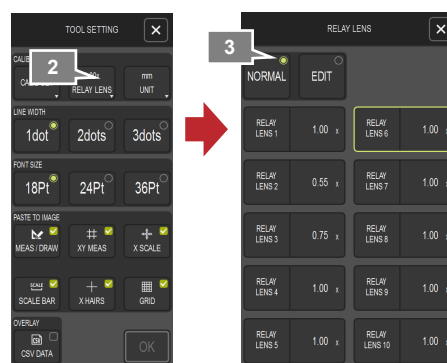 TOOL SETTING
2
RELAY LENS
mm
UNIT
LINE WIDTH
1dot
2dots
3dots
FONT SIZE
18Pt
24Pt
36Pt
PASTE TO IMAGE
MEAS / DRAW
XY MEAS
X SCALE
SCALE
SCALE BAR
X HAIRS
GRID
OVERLAY
CSV DATA
OK
RELAY LENS
3
NORMAL
EDIT
RELAY LENS 1
1.00 x
RELAY LENS 6
1.00 x
RELAY LENS 2
0.55 x
RELAY LENS 7
1.00 x
RELAY LENS 3
0.75 x
RELAY LENS 8
1.00 x
RELAY LENS 4
1.00 x
RELAY LENS 9
1.00 x
RELAY LENS 5
1.00 x
RELAY LENS 10
1.00 x